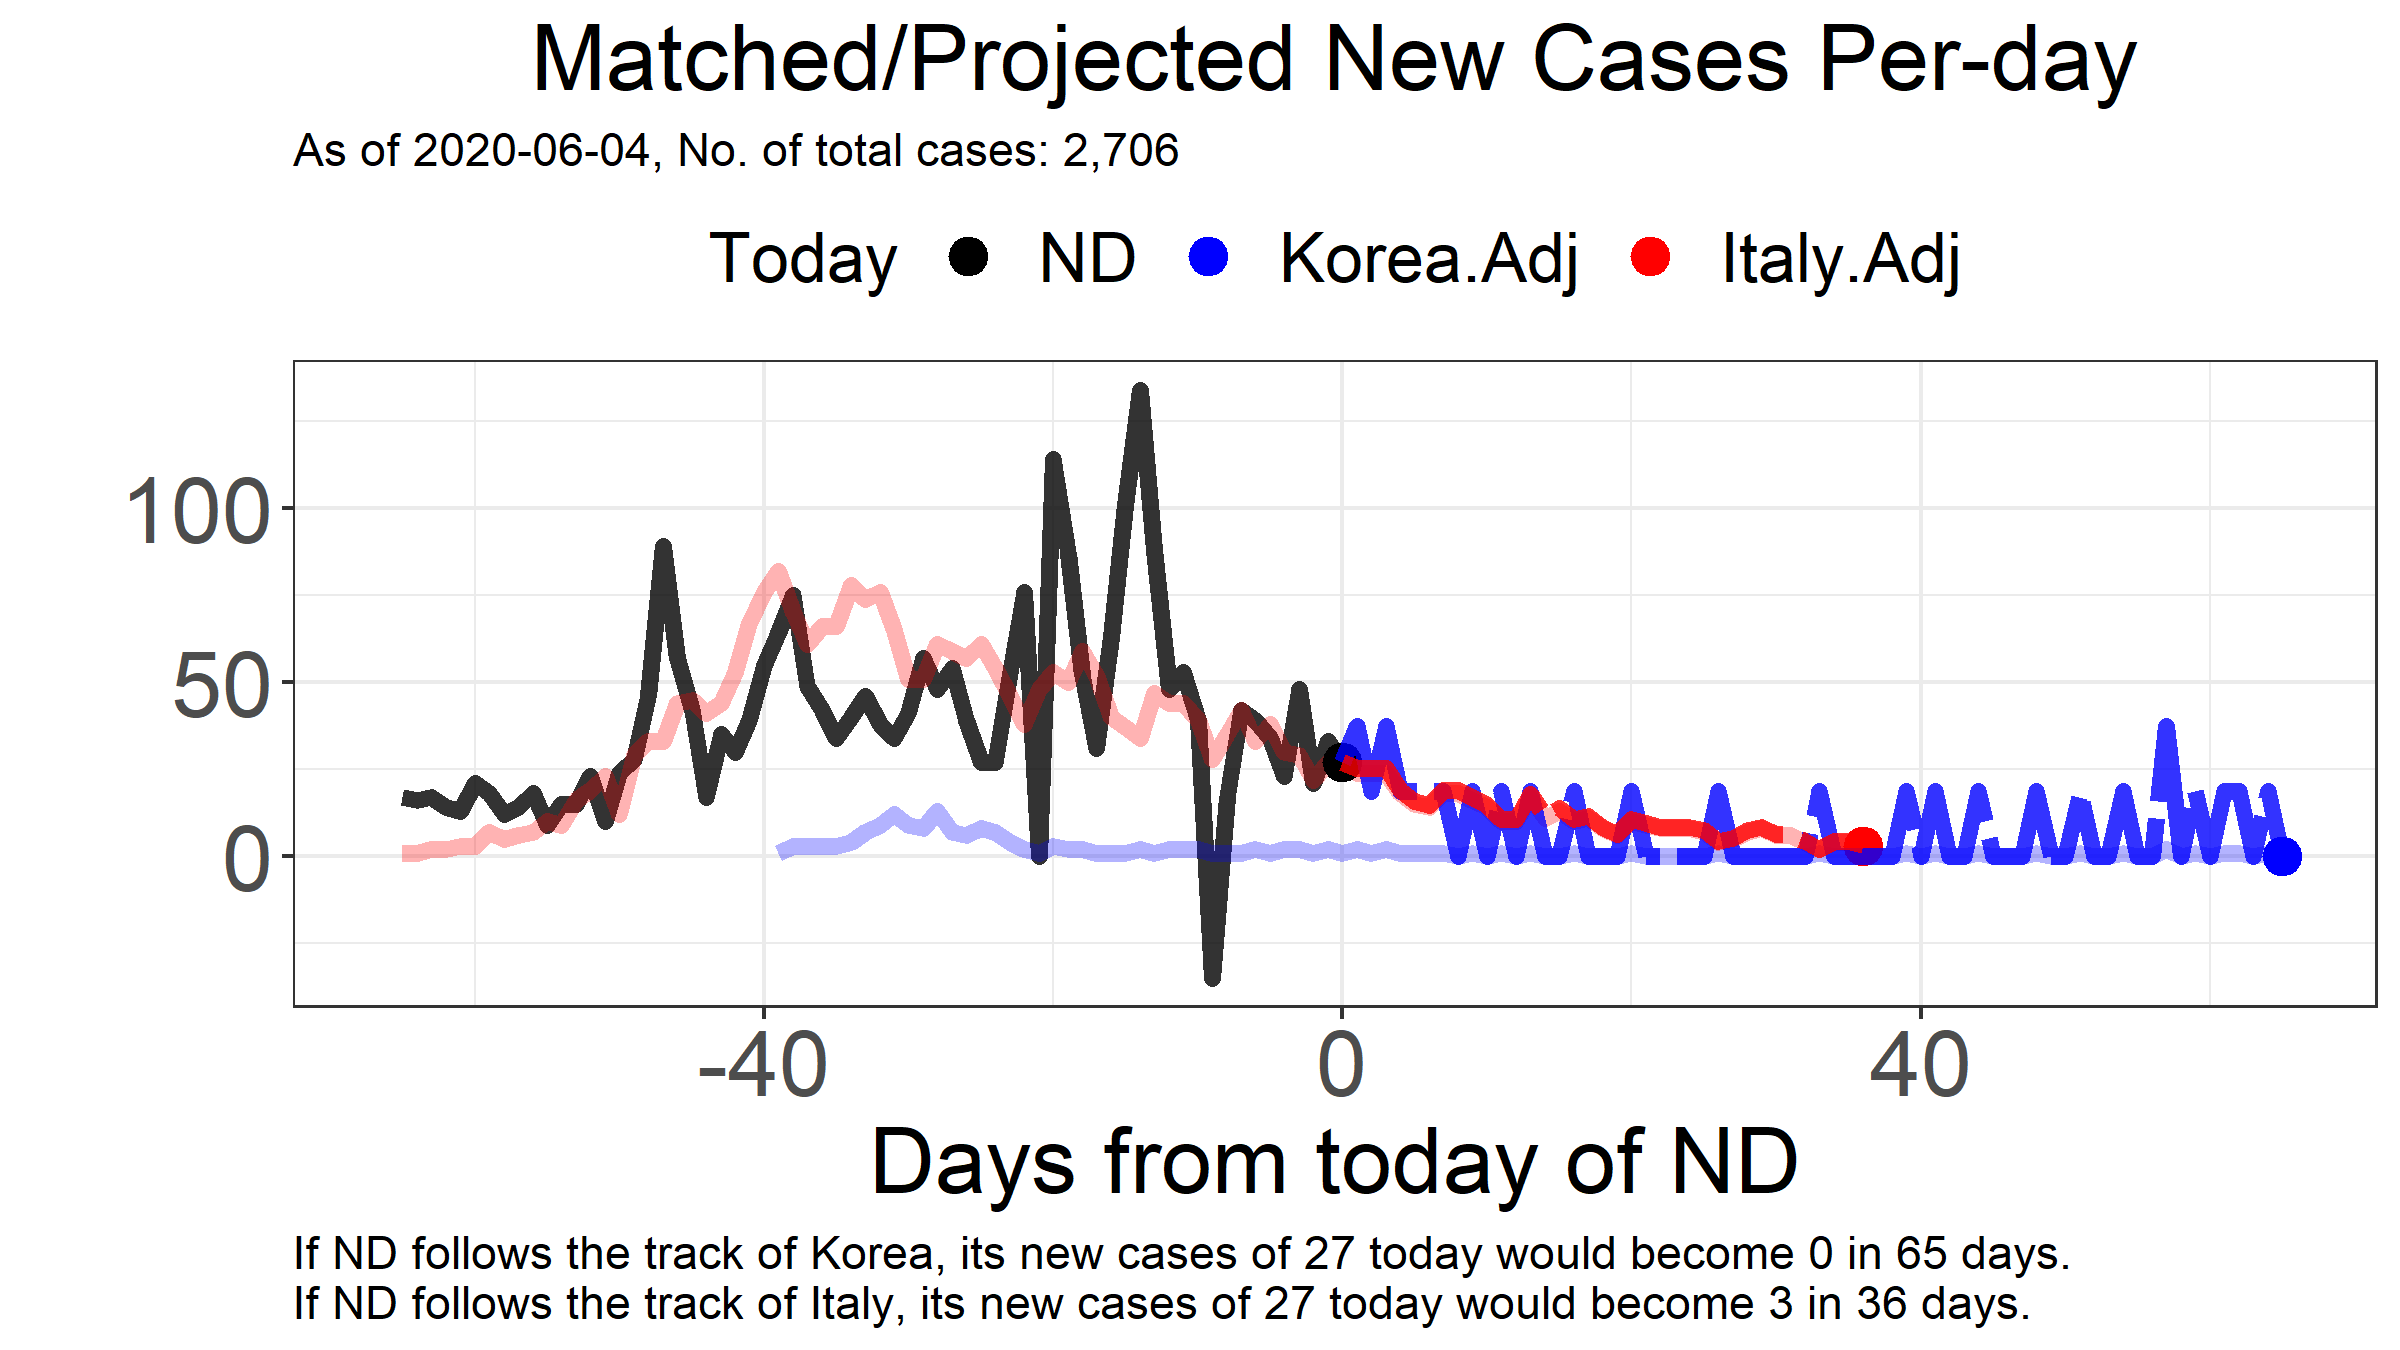 Matched/Projected New Cases Per-day
As of 2020-06-04, No. of total cases: 2,706
Today ND Korea.Adj Italy.Adj
100
50
0
-40 0 40
Days from today of ND
If ND follows the track of Korea, its new cases of 27 today would become 0 in 65 days.
If ND follows the track of Italy, its new cases of 27 today would become 3 in 36 days.